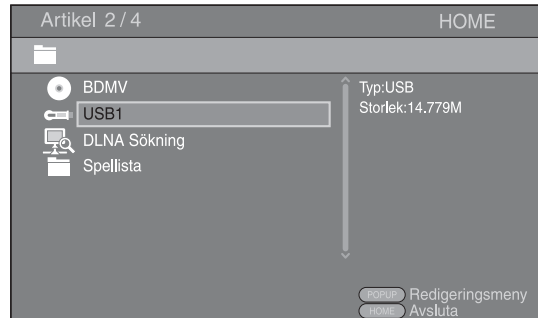 Artikel 2/4 HOME
BDMV
USB1
DLNA Sökning
Spellista
Typ:USB
Storlek:14.779M
POPUP Redigeringsmeny
HOME Avsluta